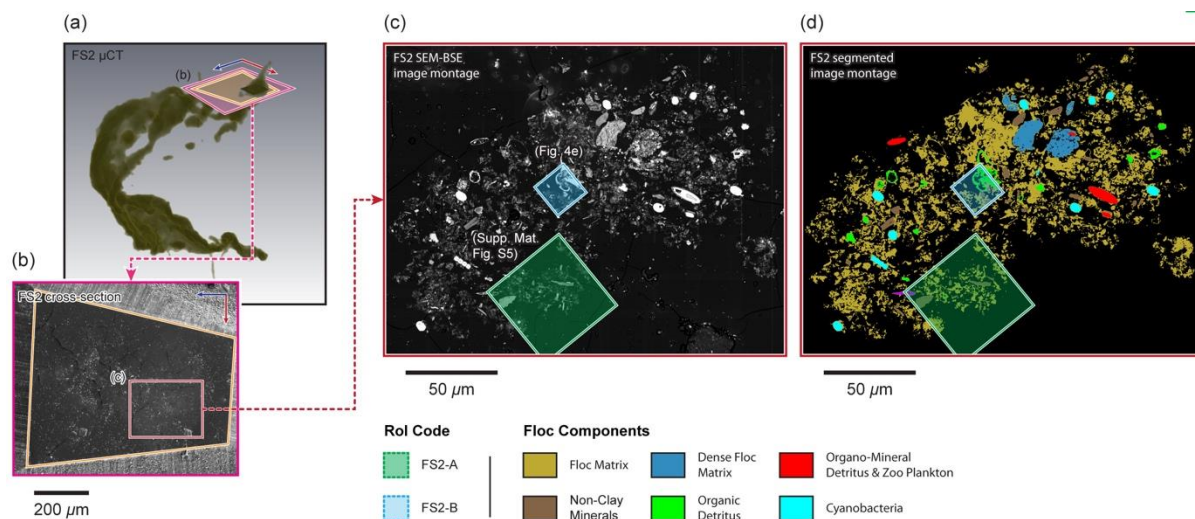 (a)
FS2 µCT
(b)
(b)
FS2 cross-section
(c)
200 µm
(c)
FS2 SEM-BSE
image montage
(Fig. 4e)
(Supp. Mat.
Fig. S5)
50 µm
(d)
FS2 segmented
image montage
50 µm
RoI Code
FS2-A
FS2-B
Floc Components
Floc Matrix
Dense Floc
Matrix
Organo-Mineral
Detritus & Zoo Plankton
Non-Clay
Minerals
Organic
Detritus
Cyanobacteria